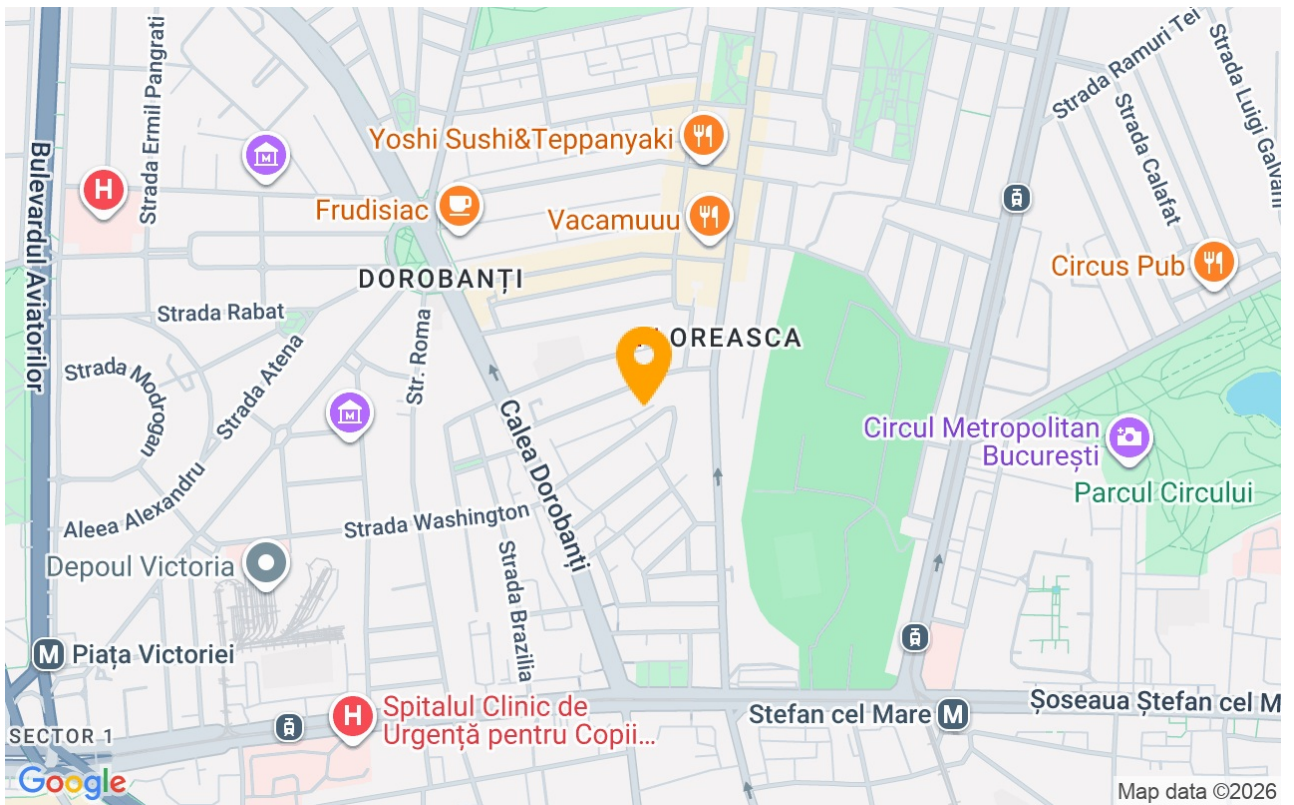 Strada Ermil Pangrati
Bulevardul Aviatorilor
H
M
Yoshi Sushi&Teppanyaki
Frudisiac
Vacamuuu
Strada Ramuri Tei
Strada Luigi Galvani
Strada Calafat
Circus Pub
DOROBANȚI
Strada Rabat
OREASCA
Str. Roma
Strada Atena
Strada Modrogan
M
Calea Dorobanți
Circul Metropolitan
București
Parcul Circului
Aleea Alexandru
Strada Washington
Depoul Victoria
Strada Brazilia
M Piața Victoriei
H
Spitalul Clinic de
Urgență pentru Copii...
Stefan cel Mare M
Șoseaua Ștefan cel M
SECTOR 1
Google
Map data ©2026